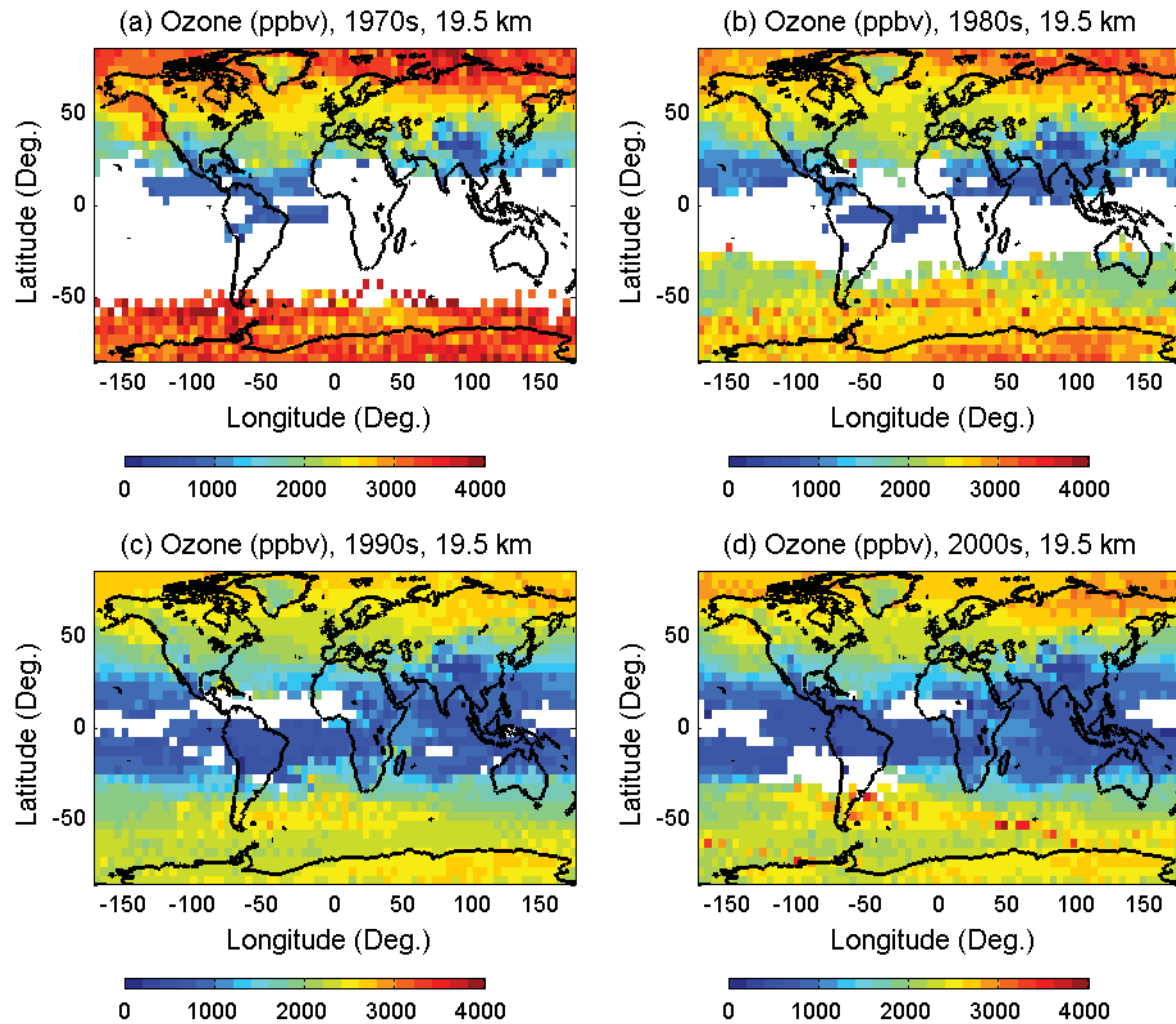 (a) Ozone (ppbv), 1970s, 19.5 km
Latitude (Deg.)
50
0
-50
-150 -100 -50 0 50 100 150
Longitude (Deg.)
0 1000 2000 3000 4000
(b) Ozone (ppbv), 1980s, 19.5 km
Latitude (Deg.)
50
0
-50
-150 -100 -50 0 50 100 150
Longitude (Deg.)
0 1000 2000 3000 4000
(c) Ozone (ppbv), 1990s, 19.5 km
Latitude (Deg.)
50
0
-50
-150 -100 -50 0 50 100 150
Longitude (Deg.)
0 1000 2000 3000 4000
(d) Ozone (ppbv), 2000s, 19.5 km
Latitude (Deg.)
50
0
-50
-150 -100 -50 0 50 100 150
Longitude (Deg.)
0 1000 2000 3000 4000